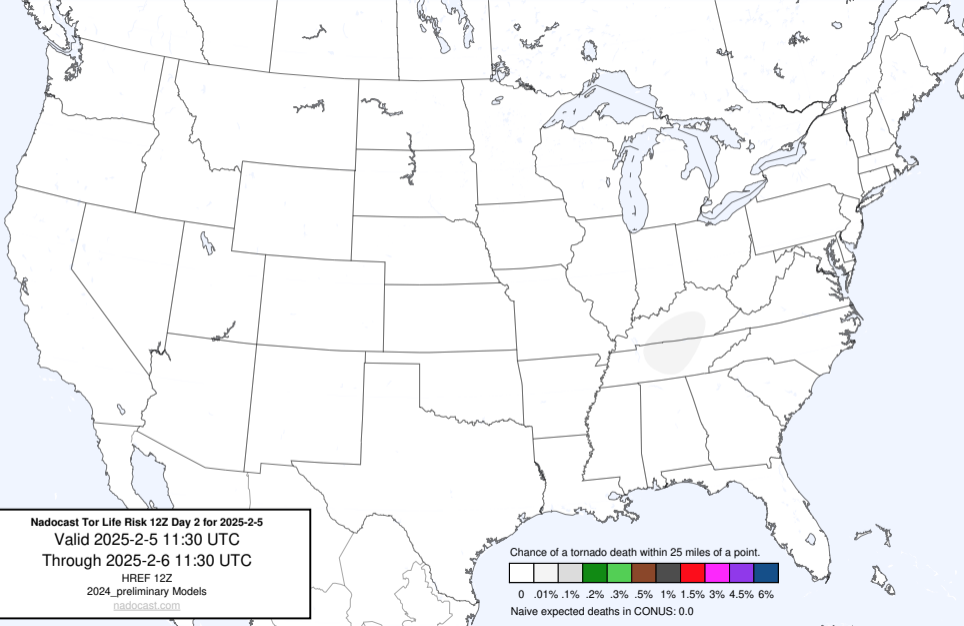 Nadocast Tor Life Risk 12Z Day 2 for 2025-2-5
Valid 2025-2-5 11:30 UTC
Through 2025-2-6 11:30 UTC
HREF 12Z
2024_preliminary Models
nadocast.com
Chance of a tornado death within 25 miles of a point.
0 .01% .1% .2% .3% .5% 1% 1.5% 3% 4.5% 6%
Naive expected deaths in CONUS: 0.0